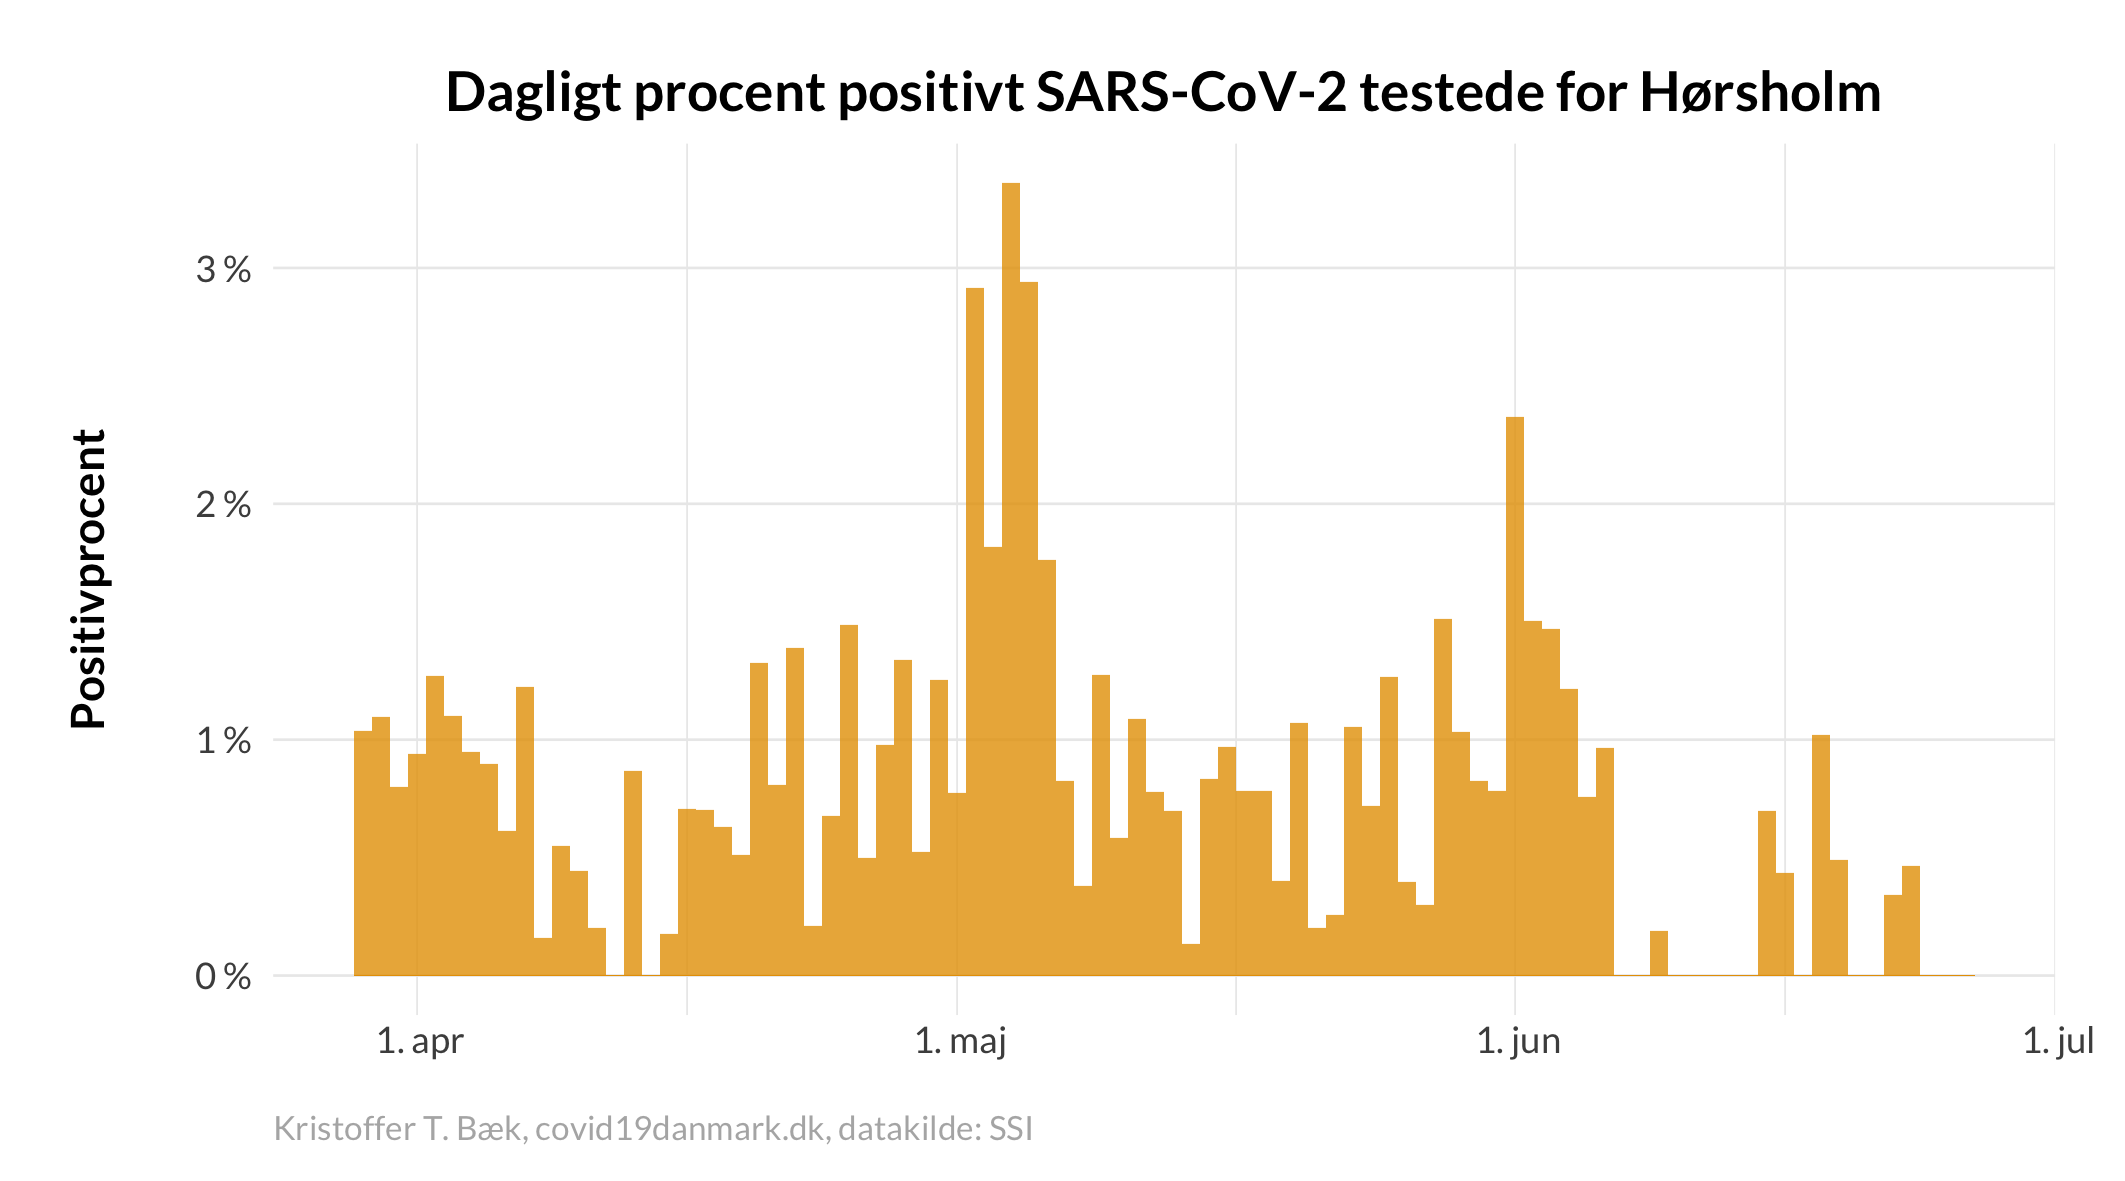 Dagligt procent positivt SARS-CoV-2 testede for Hørsholm
Positivprocent
3 %
2 %
1 %
0 %
1. apr
1. maj
1. jun
1. jul
Kristoffer T. Bæk, covid19danmark.dk, datakilde: SSI